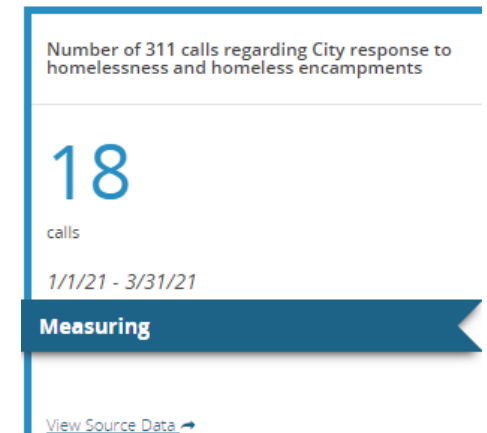 Number of 311 calls regarding City response to
homelessness and homeless encampments
18
calls
1/1/21 - 3/31/21
Measuring
View Source Data